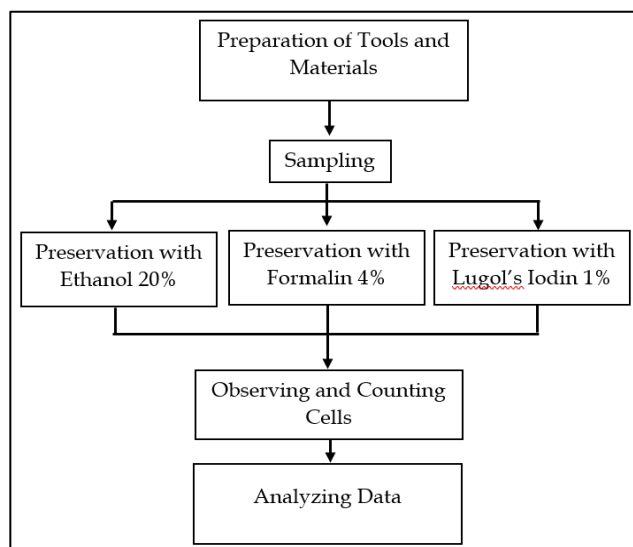 Preparation of Tools and
Materials
Sampling
Preservation with
Ethanol 20%
Preservation with
Formalin 4%
Preservation with
Lugol's Iodin 1%
Observing and Counting
Cells
Analyzing Data